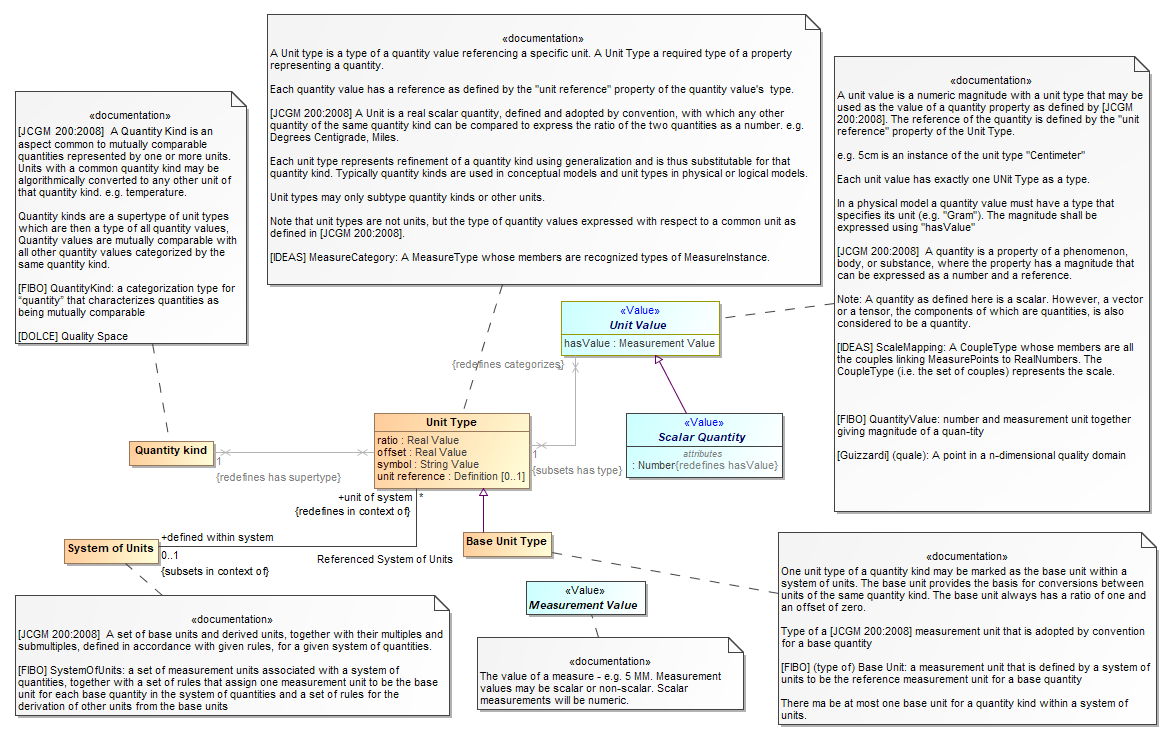 «documentation»
A Unit type is a type of a quantity value referencing a specific unit. A Unit Type a required type of a property
representing a quantity.
Each quantity value has a reference as defined by the "unit reference" property of the quantity value's  type.
[JCGM 200:2008] A Unit is a real scalar quantity, defined and adopted by convention, with which any other
quantity of the same quantity kind can be compared to express the ratio of the two quantities as a number. e.g.
Degrees Centigrade, Miles.
Each unit type represents refinement of a quantity kind using generalization and is thus substitutable for that
quantity kind. Typically quantity kinds are used in conceptual models and unit types in physical or logical models.
Unit types may only subtype quantity kinds or other units.
Note that unit types are not units, but the type of quantity values expressed with respect to a common unit as
defined in [JCGM 200:2008].
[IDEAS] MeasureCategory: A MeasureType whose members are recognized types of MeasureInstance.
«documentation»
[JCGM 200:2008]  A Quantity Kind is an
aspect common to mutually comparable
quantities represented by one or more units.
Units with a common quantity kind may be
algorithmically converted to any other unit of
that quantity kind. e.g. temperature.
Quantity kinds are a supertype of unit types
which are then a type of all quantity values,
Quantity values are mutually comparable with
all other quantity values categorized by the
same quantity kind.
[FIBO] QuantityKind: a categorization type for
“quantity” that characterizes quantities as
being mutually comparable
[DOLCE] Quality Space
«documentation»
A unit value is a numeric magnitude with a unit type that may
be used as the value of a quantity property as defined by [JCGM
200:2008]. The reference of the quantity is defined by the "unit
reference" property of the Unit Type.
e.g. 5cm is an instance of the unit type "Centimeter"
Each unit value has exactly one UNit Type as a type.
In a physical model a quantity value must have a type that
specifies its unit (e.g. "Gram"). The magnitude shall be
expressed using "hasValue"
[JCGM 200:2008]  A quantity is a property of a phenomenon,
body, or substance, where the property has a magnitude that
can be expressed as a number and a reference.
Note: A quantity as defined here is a scalar. However, a vector
or a tensor, the components of which are quantities, is also
considered to be a quantity.
[IDEAS] ScaleMapping: A CoupleType whose members are all
the couples linking MeasurePoints to RealNumbers. The
CoupleType (i.e. the set of couples) represents the scale.
[FIBO] QuantityValue: number and measurement unit together
giving magnitude of a quan-tity
[Guizzardi] (quale): A point in a n-dimensional quality domain
«Value»
Unit Value
hasValue : Measurement Value
{redefines categorizes}
Unit Type
ratio : Real Value
offset : Real Value
symbol : String Value
unit reference : Definition [0..1]
«Value»
Scalar Quantity
attributes
: Number{redefines hasValue}
Quantity kind
1
{redefines has supertype}
1
{subsets has type}
+unit of system
*
{redefines in context of}
System of Units
+defined within system
0..1
{subsets in context of}
Referenced System of Units
Base Unit Type
«Value»
Measurement Value
«documentation»
[JCGM 200:2008]  A set of base units and derived units, together with their multiples and
submultiples, defined in accordance with given rules, for a given system of quantities.
[FIBO] SystemOfUnits: a set of measurement units associated with a system of
quantities, together with a set of rules that assign one measurement unit to be the base
unit for each base quantity in the system of quantities and a set of rules for the
derivation of other units from the base units
«documentation»
The value of a measure - e.g. 5 MM. Measurement
values may be scalar or non-scalar. Scalar
measurements will be numeric.
«documentation»
One unit type of a quantity kind may be marked as the base unit within a
system of units. The base unit provides the basis for conversions between
units of the same quantity kind. The base unit always has a ratio of one and
an offset of zero.
Type of a [JCGM 200:2008] measurement unit that is adopted by convention
for a base quantity
[FIBO] (type of) Base Unit: a measurement unit that is defined by a system of
units to be the reference measurement unit for a base quantity
There ma be at most one base unit for a quantity kind within a system of
units.